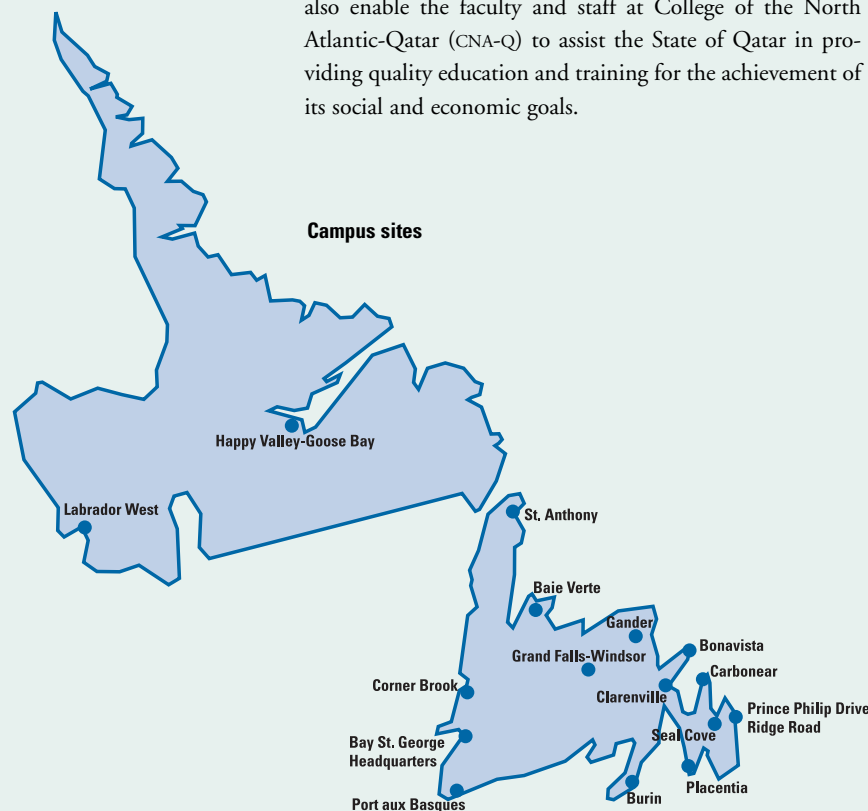 also enable the faculty and staff at College of the North
Atlantic-Qatar (CNA-Q) to assist the State of Qatar in pro-
viding quality education and training for the achievement of
its social and economic goals.
Campus sites
Happy Valley-Goose Bay
Labrador West
St. Anthony
Baie Verte
Gander
Bonavista
Grand Falls-Windsor
Carbonear
Corner Brook
Clarenville
Prince Philip Drive
Ridge Road
Seal Cove
Bay St. George
Headquarters
Placentia
Burin
Port aux Basques